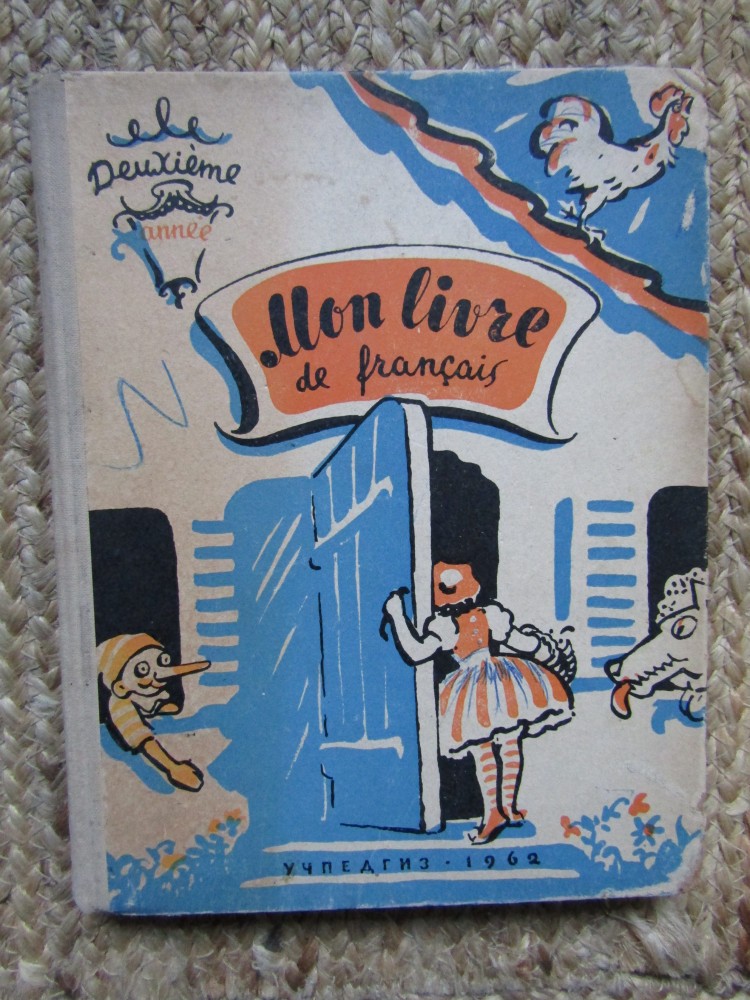 Deuxième
année
Mon livre
de français
УЧПЕДГИЗ · 1962